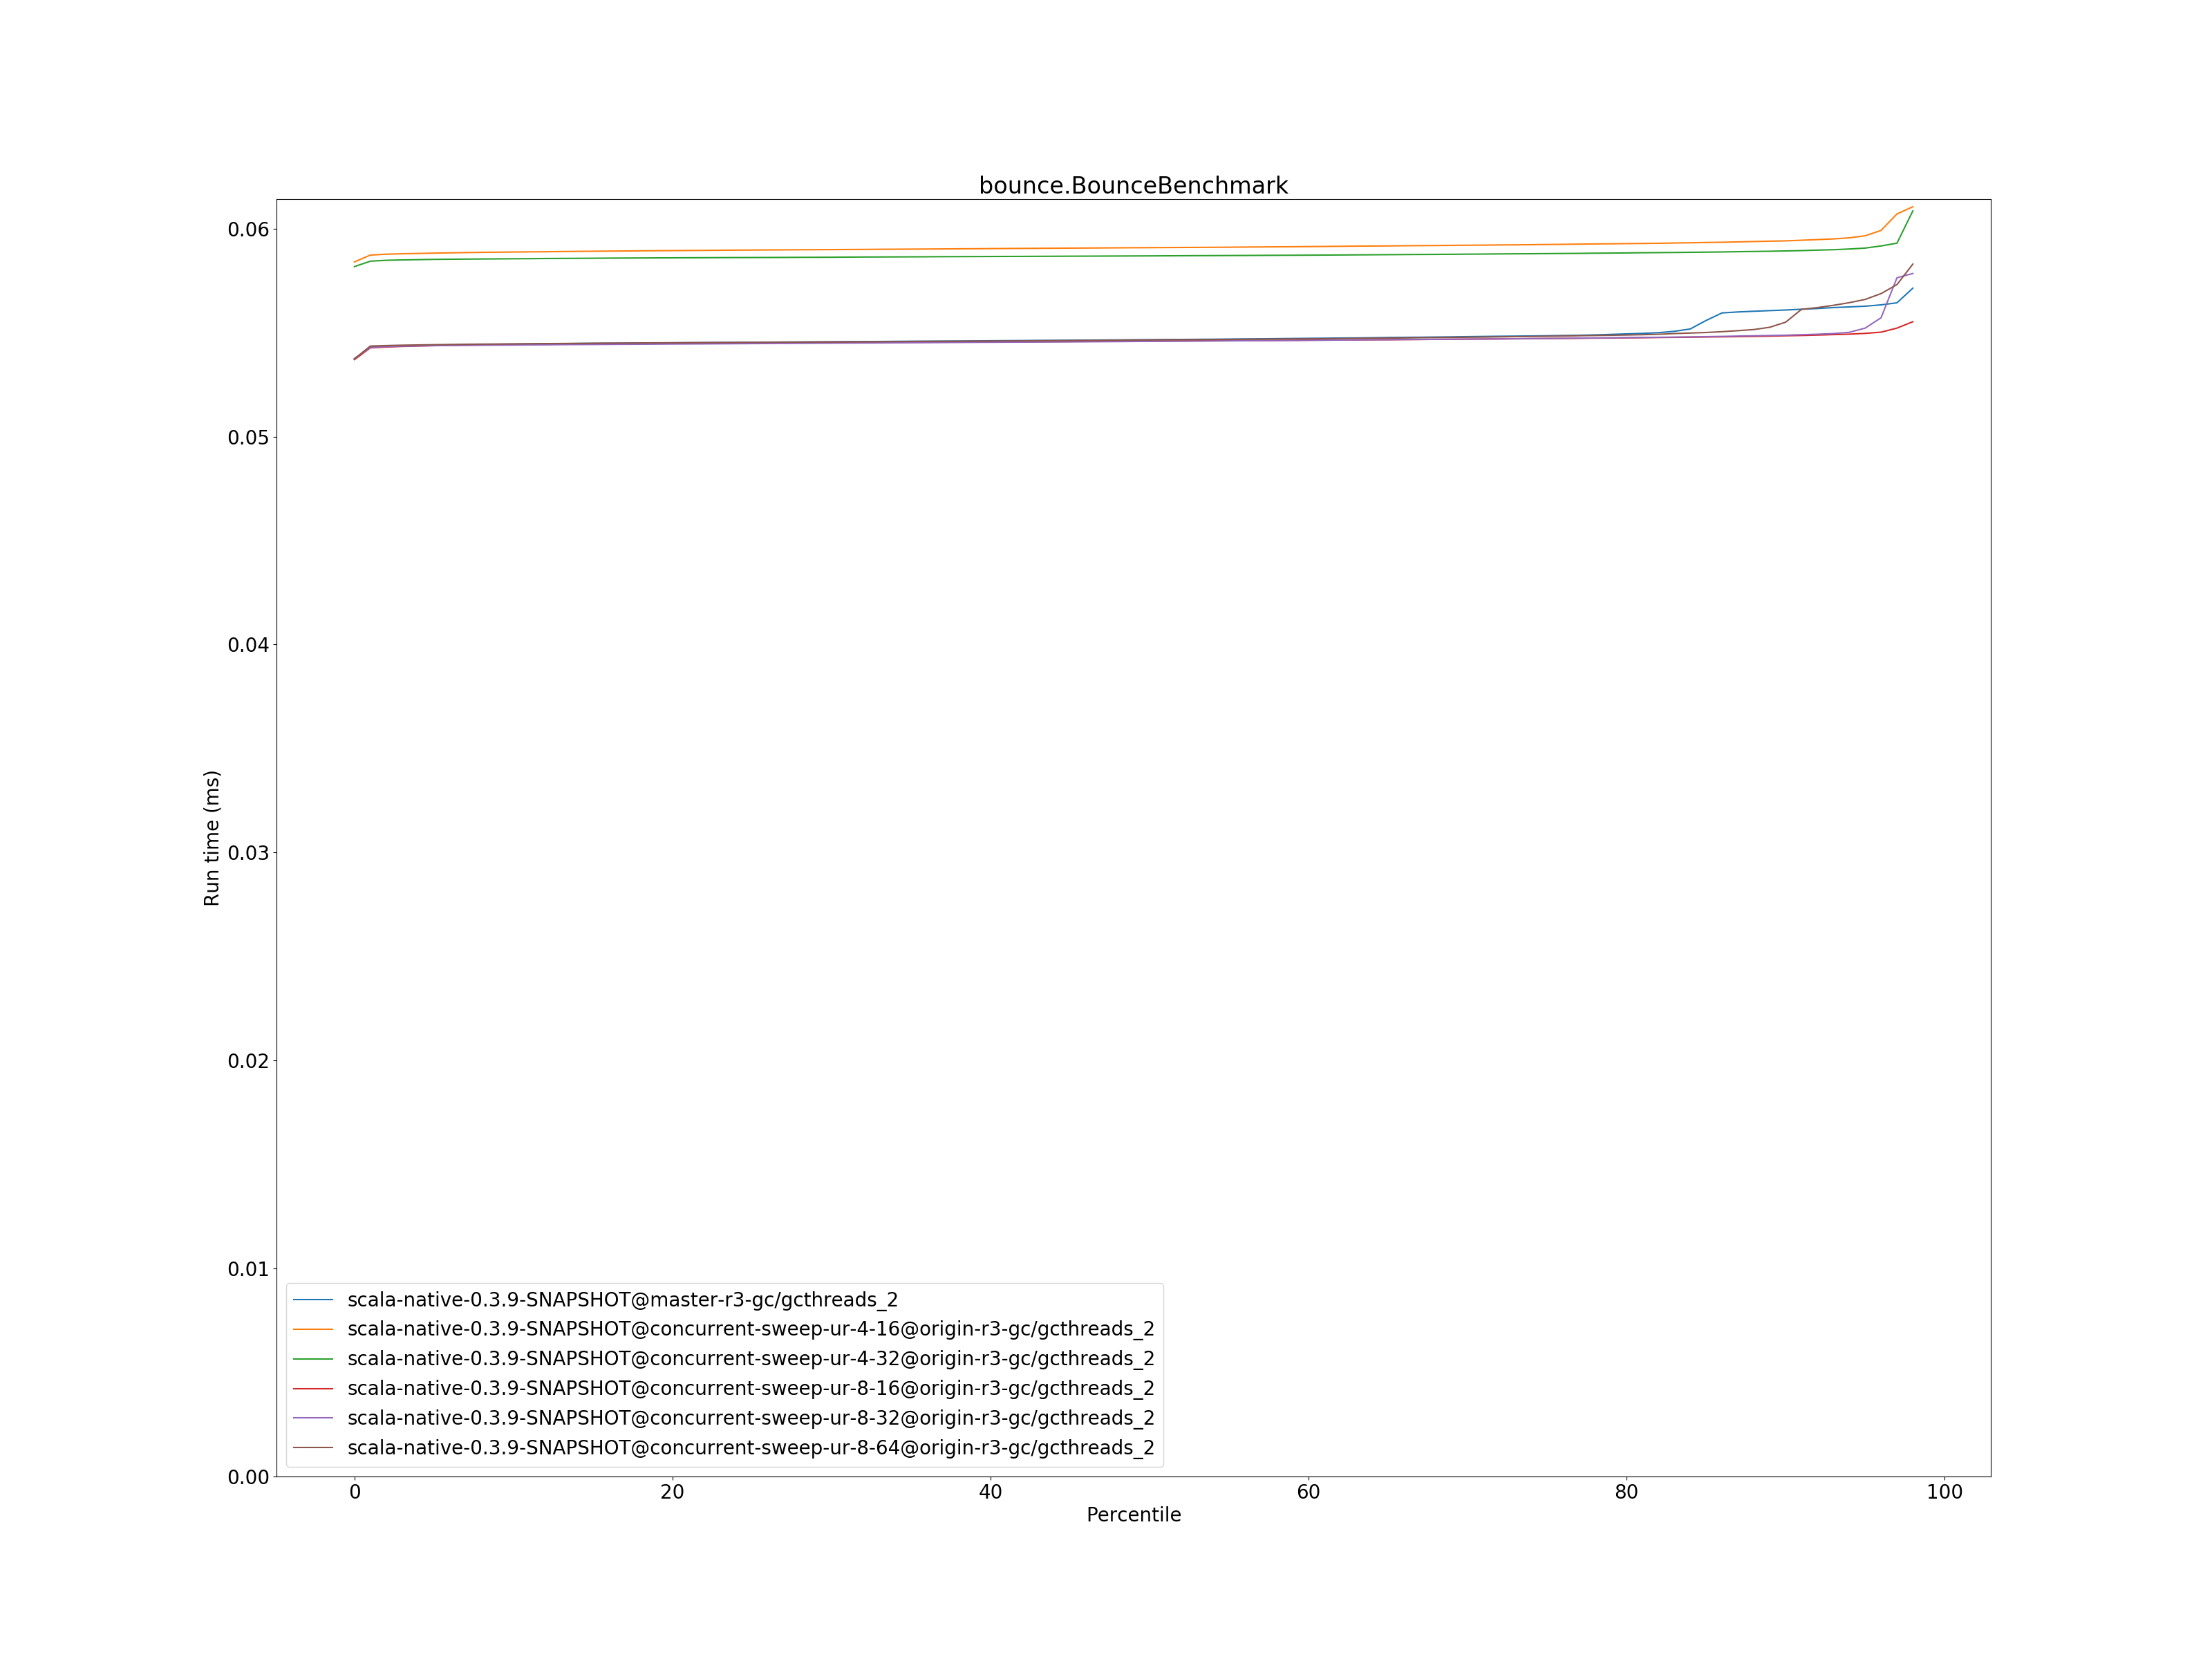 bounce.BounceBenchmark
0.06
0.05
0.04
0.03
0.02
0.01
0.00
Run time (ms)
scala-native-0.3.9-SNAPSHOT@master-r3-gc/gcthreads_2
scala-native-0.3.9-SNAPSHOT@concurrent-sweep-ur-4-16@origin-r3-gc/gcthreads_2
scala-native-0.3.9-SNAPSHOT@concurrent-sweep-ur-4-32@origin-r3-gc/gcthreads_2
scala-native-0.3.9-SNAPSHOT@concurrent-sweep-ur-8-16@origin-r3-gc/gcthreads_2
scala-native-0.3.9-SNAPSHOT@concurrent-sweep-ur-8-32@origin-r3-gc/gcthreads_2
scala-native-0.3.9-SNAPSHOT@concurrent-sweep-ur-8-64@origin-r3-gc/gcthreads_2
0 20 40 60 80 100
Percentile